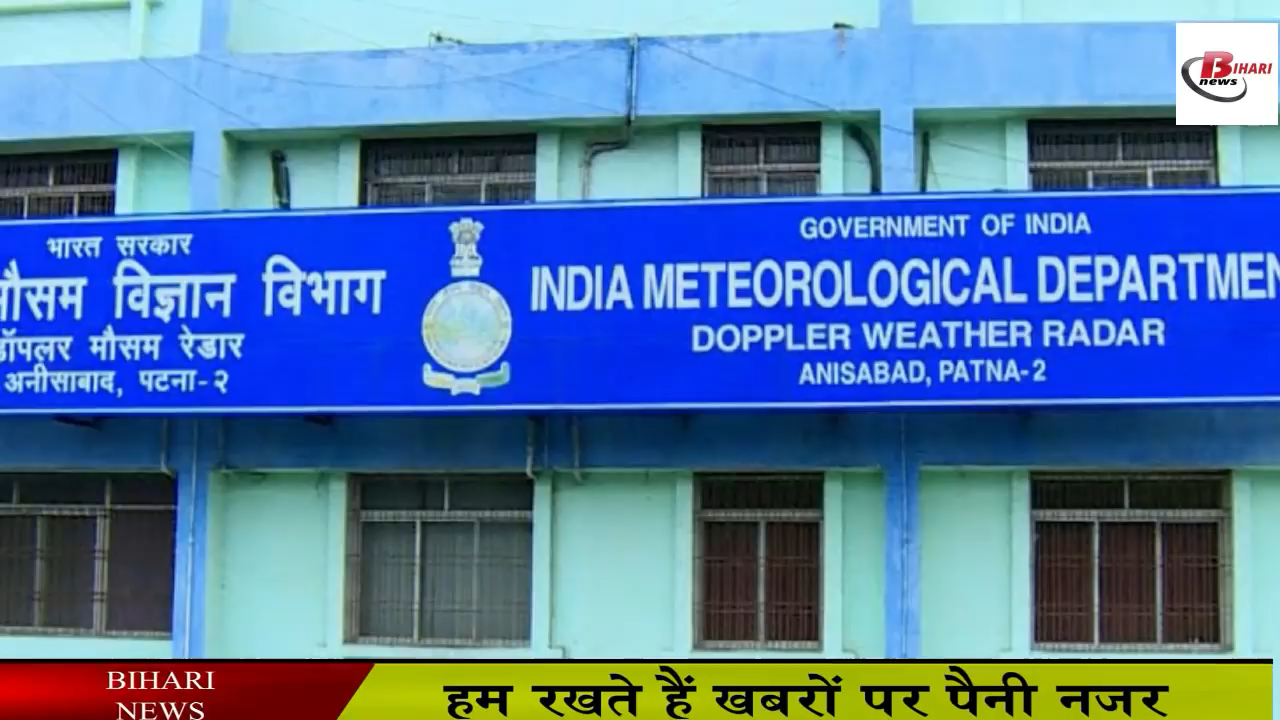 BIHARI
news
भारत सरकार
मौसम विज्ञान विभाग
डॉपलर मौसम रेडार
अनीसाबाद, पटना-२
GOVERNMENT OF INDIA
INDIA METEOROLOGICAL DEPARTMEN
DOPPLER WEATHER RADAR
ANISABAD, PATNA-2
BIHARI
NEWS
हम रखते हैं खबरों पर पैनी नजर